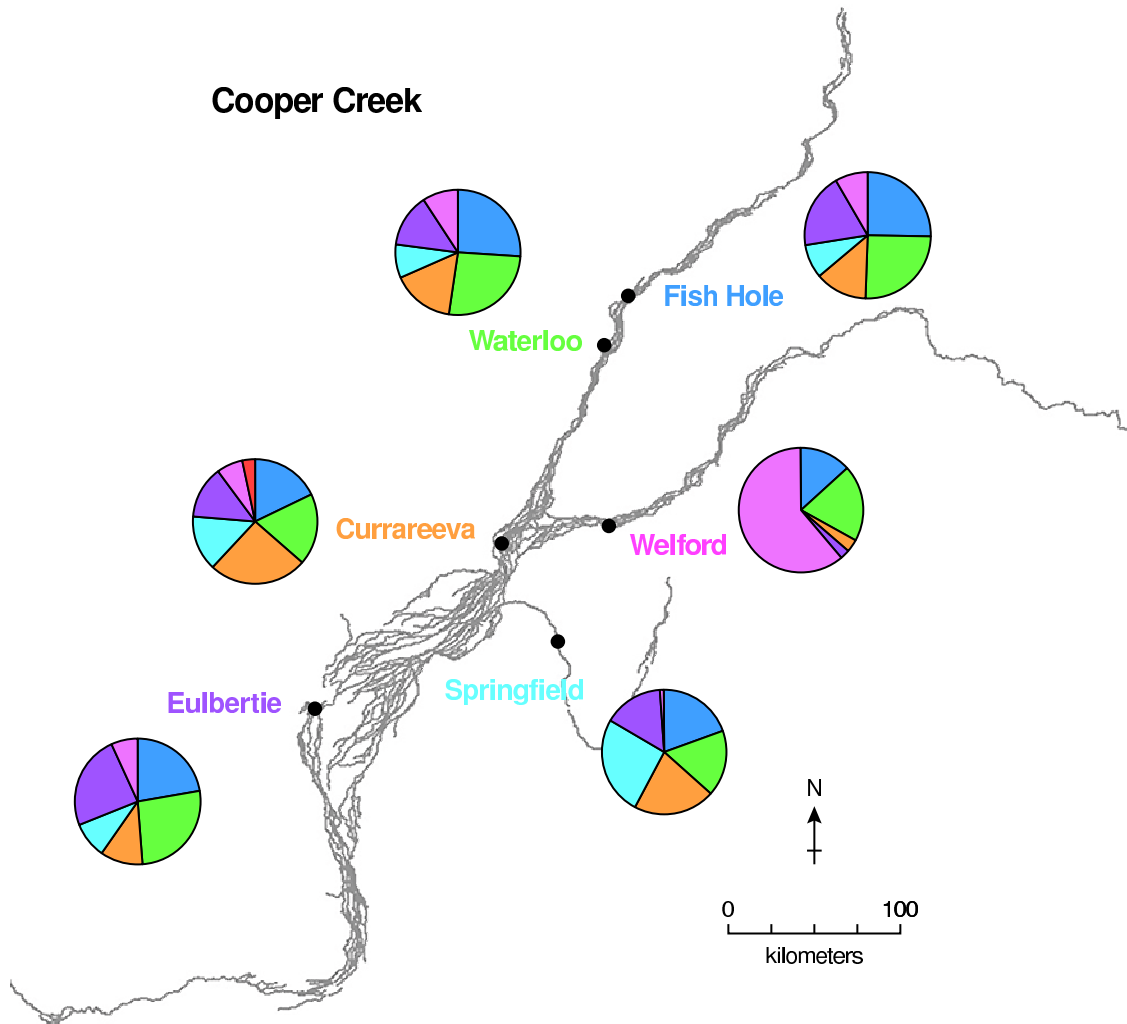 Cooper Creek
Fish Hole
Waterloo
Currareeva
Welford
Springfield
Eulbertie
N
0 100
kilometers